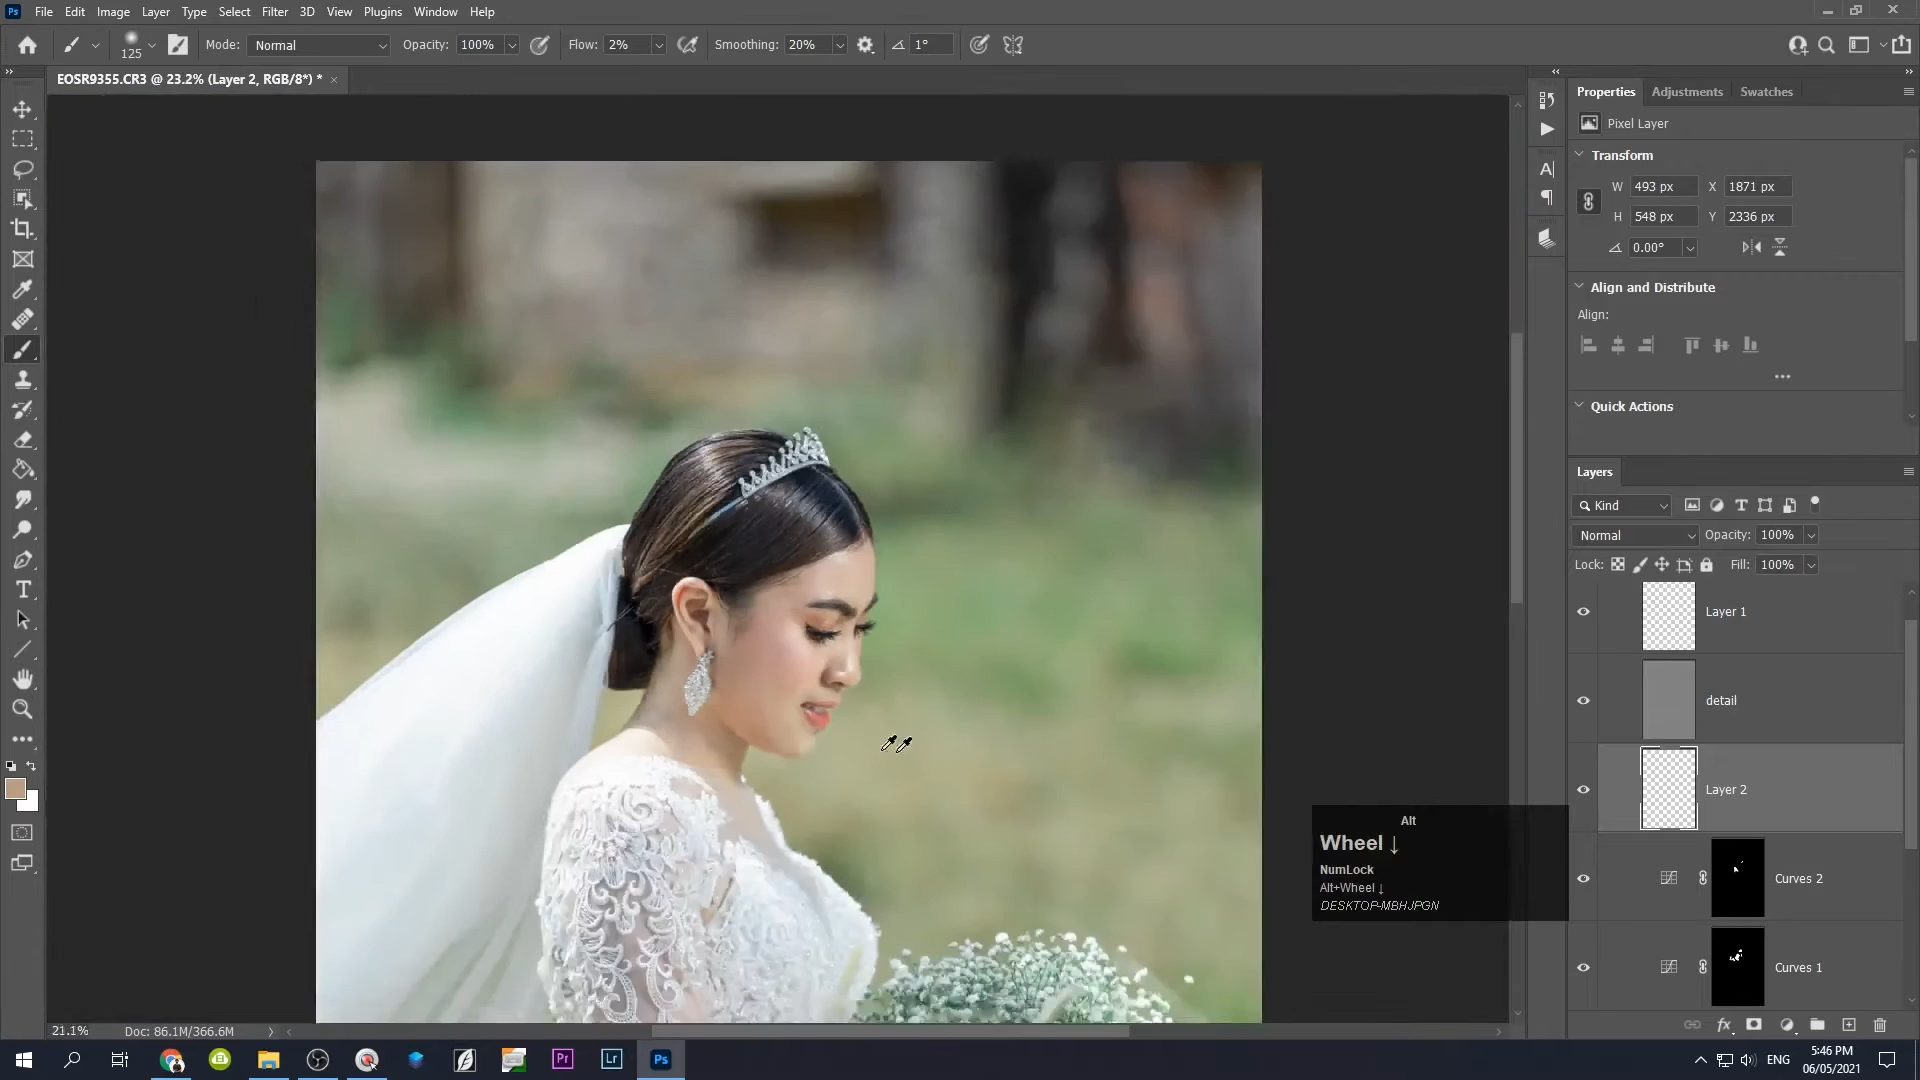 Ps File Edit Image Layer Type Select Filter 3D View Plugins Window Help
125 Mode: Normal Opacity: 100% Flow: 2% Smoothing: 20% 1°
EOSR9355.CR3 @ 23.2% (Layer 2, RGB/8*) * ×
Properties Adjustments Swatches
Pixel Layer
Transform
W 493 px X 1871 px
H 548 px Y 2336 px
0.00°
Align and Distribute
Align:
Quick Actions
Layers
Kind
Normal Opacity: 100%
Lock: Fill: 100%
Layer 1
detail
Layer 2
Curves 2
Curves 1
Alt
Wheel ↓
NumLock
Alt+Wheel ↓
DESKTOP-MBHJPGN
21.1% Doc: 86.1M/366.6M
Pr Lr Ps
ENG 5:46 PM
06/05/2021